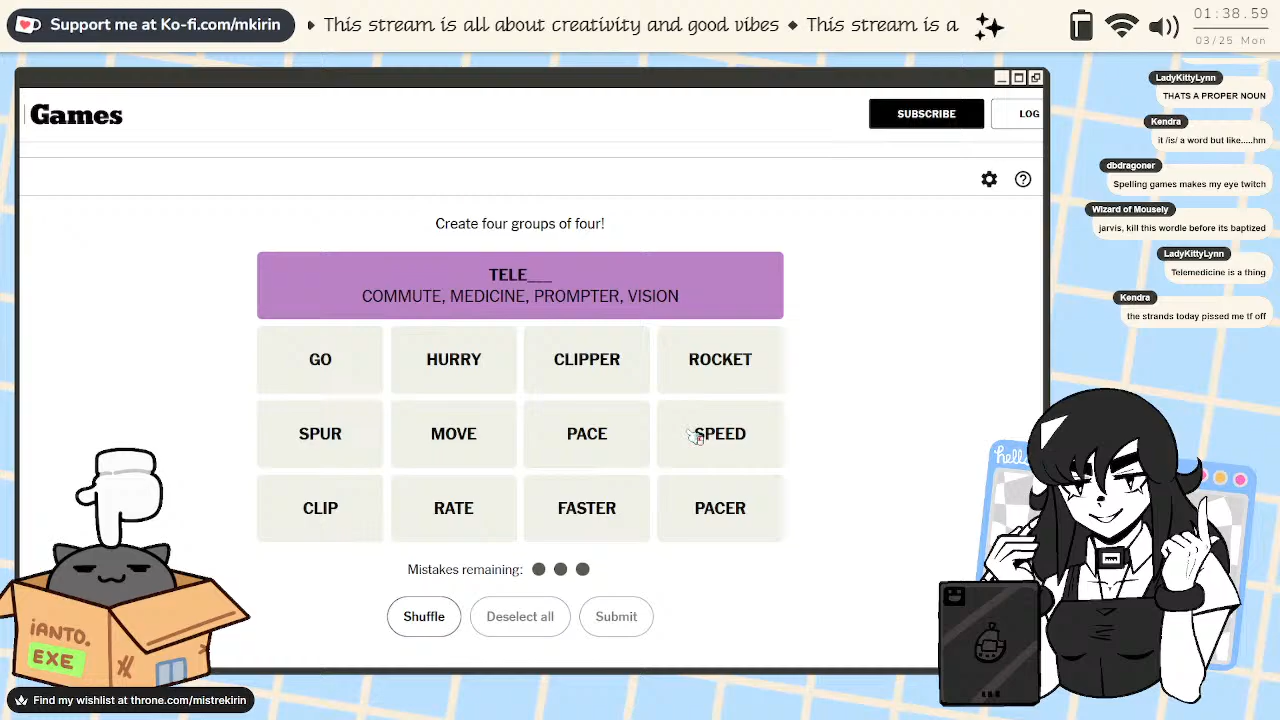 Support me at Ko-fi.com/mkirin
This stream is all about creativity and good vibes ◆ This stream is a
01:38.59
03/25 Mon
Games
SUBSCRIBE
LOG
Create four groups of four!
TELE___
COMMUTE, MEDICINE, PROMPTER, VISION
GO HURRY CLIPPER ROCKET
SPUR MOVE PACE SPEED
CLIP RATE FASTER PACER
Mistakes remaining:
Shuffle
Deselect all
Submit
LadyKittyLynn
THATS A PROPER NOUN
Kendra
it /is/ a word but like.....hm
dbdragoner
Spelling games makes my eye twitch
Wizard of Mousely
jarvis, kill this wordle before its baptized
LadyKittyLynn
Telemedicine is a thing
Kendra
the strands today pissed me tf off
hello
iANTO.
EXE
Find my wishlist at throne.com/mistrekirin